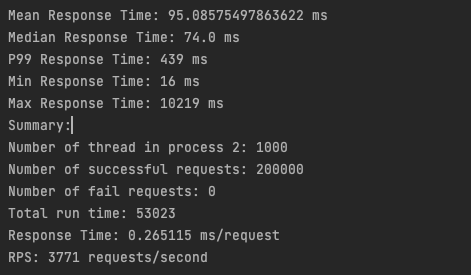 Mean Response Time: 95.08575497863622 ms
Median Response Time: 74.0 ms
P99 Response Time: 439 ms
Min Response Time: 16 ms
Max Response Time: 10219 ms
Summary:
Number of thread in process 2: 1000
Number of successful requests: 200000
Number of fail requests: 0
Total run time: 53023
Response Time: 0.265115 ms/request
RPS: 3771 requests/second